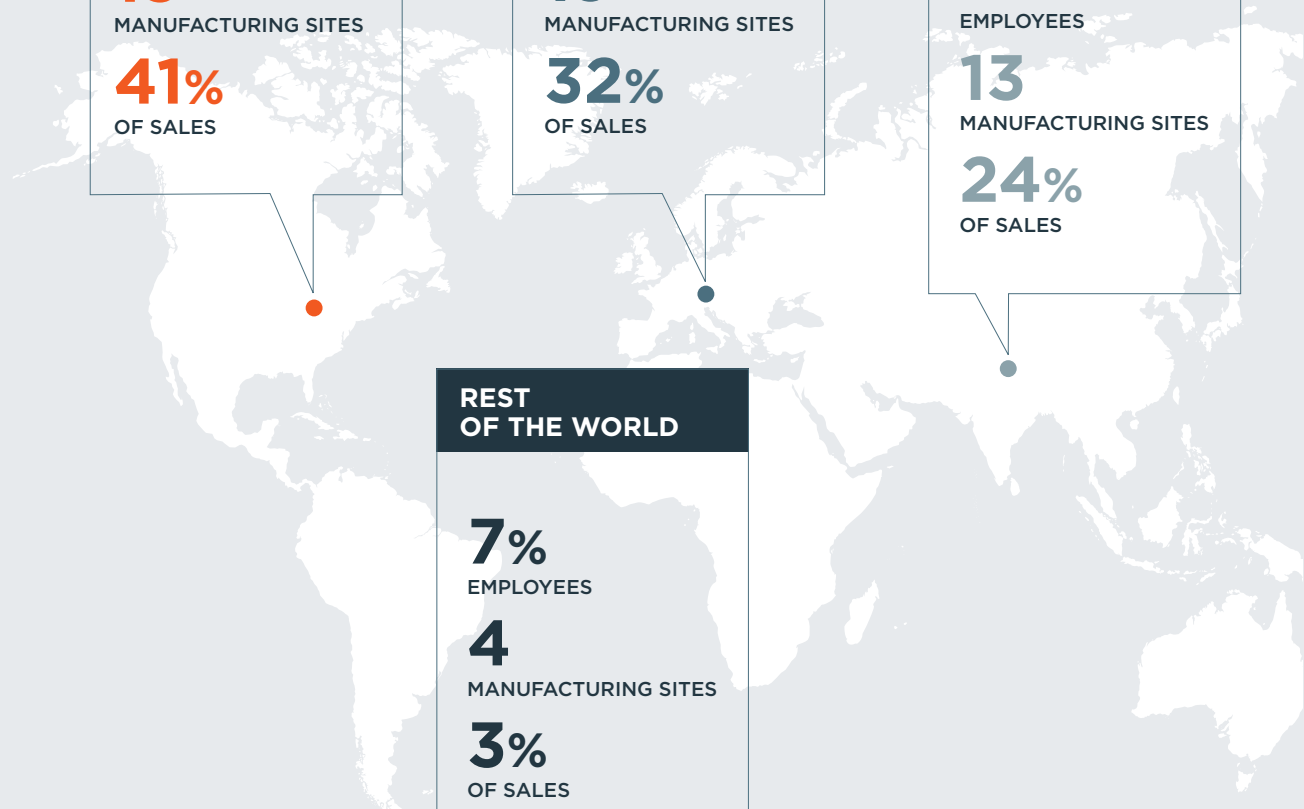 MANUFACTURING SITES
41%
OF SALES
MANUFACTURING SITES
32%
OF SALES
EMPLOYEES
13
MANUFACTURING SITES
24%
OF SALES
REST
OF THE WORLD
7%
EMPLOYEES
4
MANUFACTURING SITES
3%
OF SALES